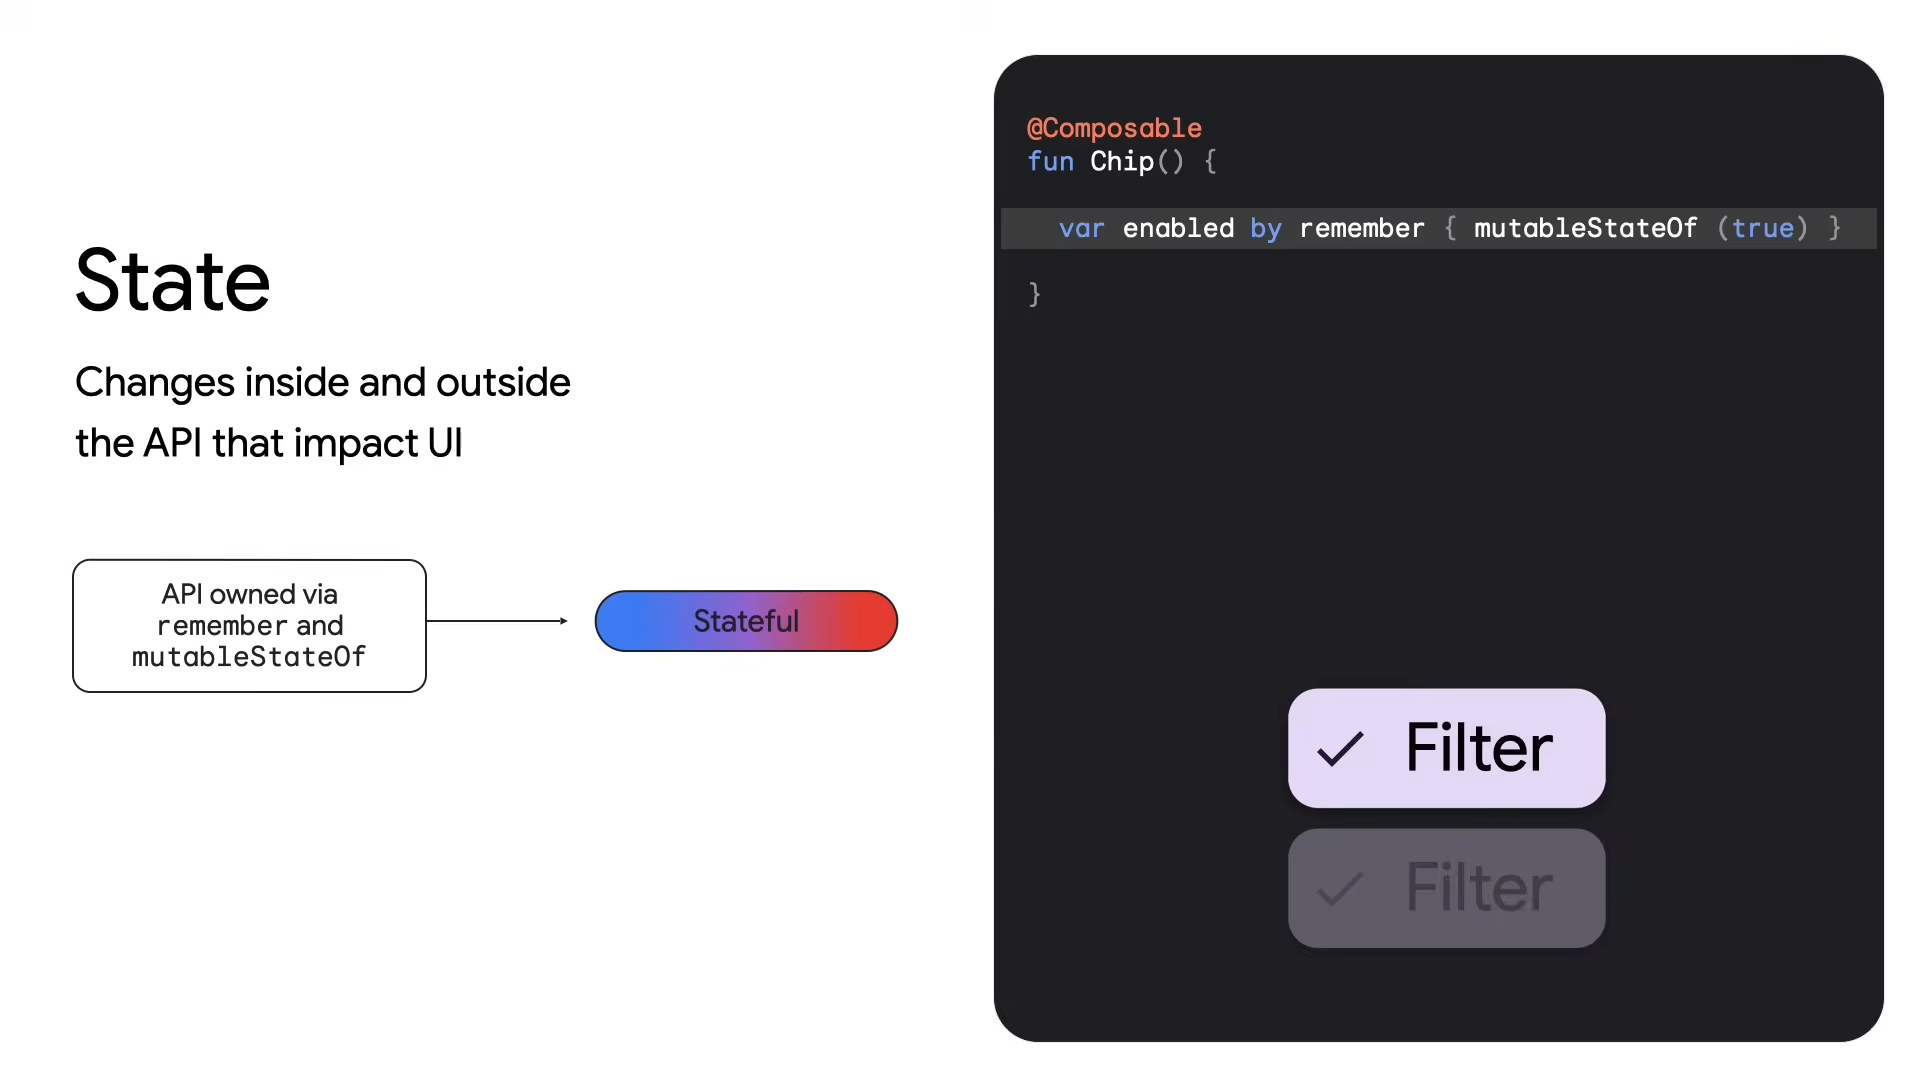 State
Changes inside and outside
the API that impact UI
API owned via
remember and
mutableStateOf
Stateful
@Composable
fun Chip() {
var enabled by remember { mutableStateOf (true) }
}
Filter
Filter